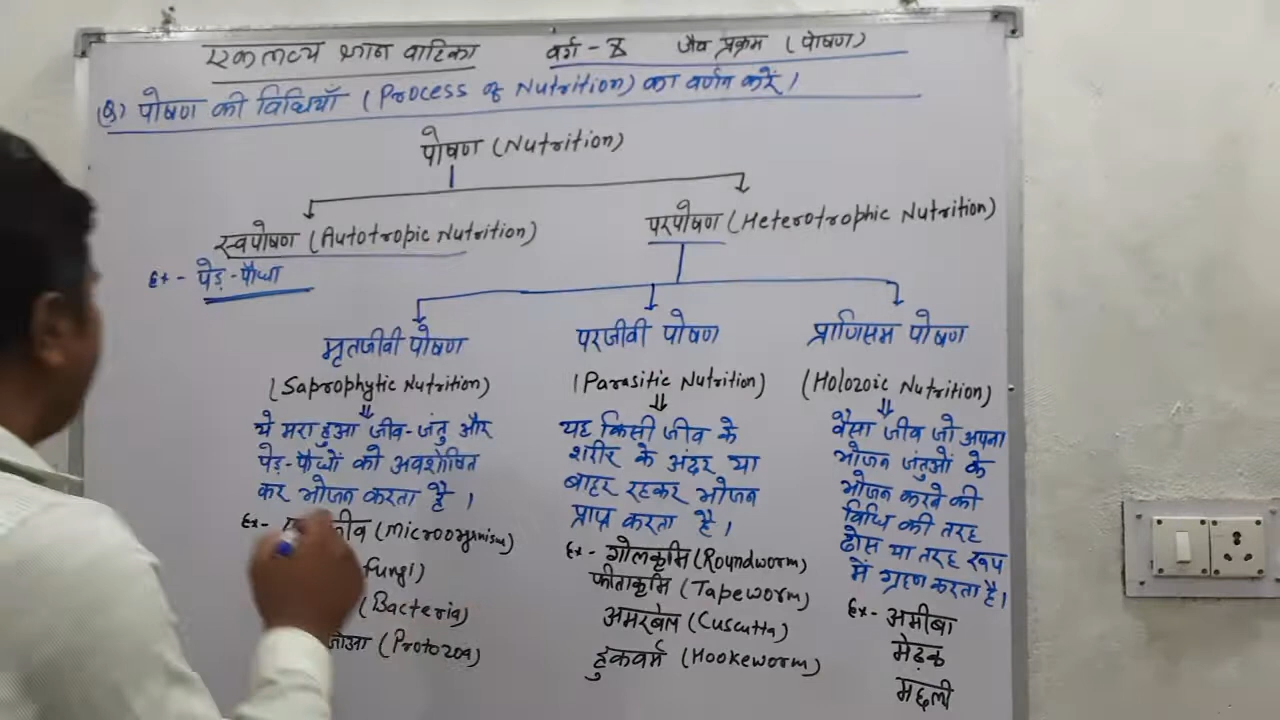 एकलव्य ज्ञान वाटिका वर्ग - X जैव प्रक्रम (पोषण)
(Q) पोषण की विधियाँ (Process of Nutrition) का वर्णन करें।
पोषण (Nutrition)
स्वपोषण (Autotropic Nutrition)
Ex - पेड़-पौधा
परपोषण (Heterotrophic Nutrition)
मृतजीवी पोषण
(Saprophytic Nutrition)
ये मरा हुआ जीव-जंतु और
पेड़-पौधों को अवशोषित
कर भोजन करता है।
Ex- (Microorganism)
Fungi)
(Bacteria)
(Protozoa)
परजीवी पोषण
(Parasitic Nutrition)
यह किसी जीव के
शरीर के अंदर या
बाहर रहकर भोजन
प्राप्त करता है।
Ex - गोलकृमि (Roundworm)
फीताकृमि (Tapeworm)
अमरबेल (Cuscutta)
हुकवर्म (Hookeworm)
प्राणिसम पोषण
(Holozoic Nutrition)
वैसा जीव जो अपना
भोजन जंतुओं के
भोजन करने की
विधि की तरह
ठोस या तरह रूप
में ग्रहण करता है।
Ex - अमीबा
मेढ़क
मछली